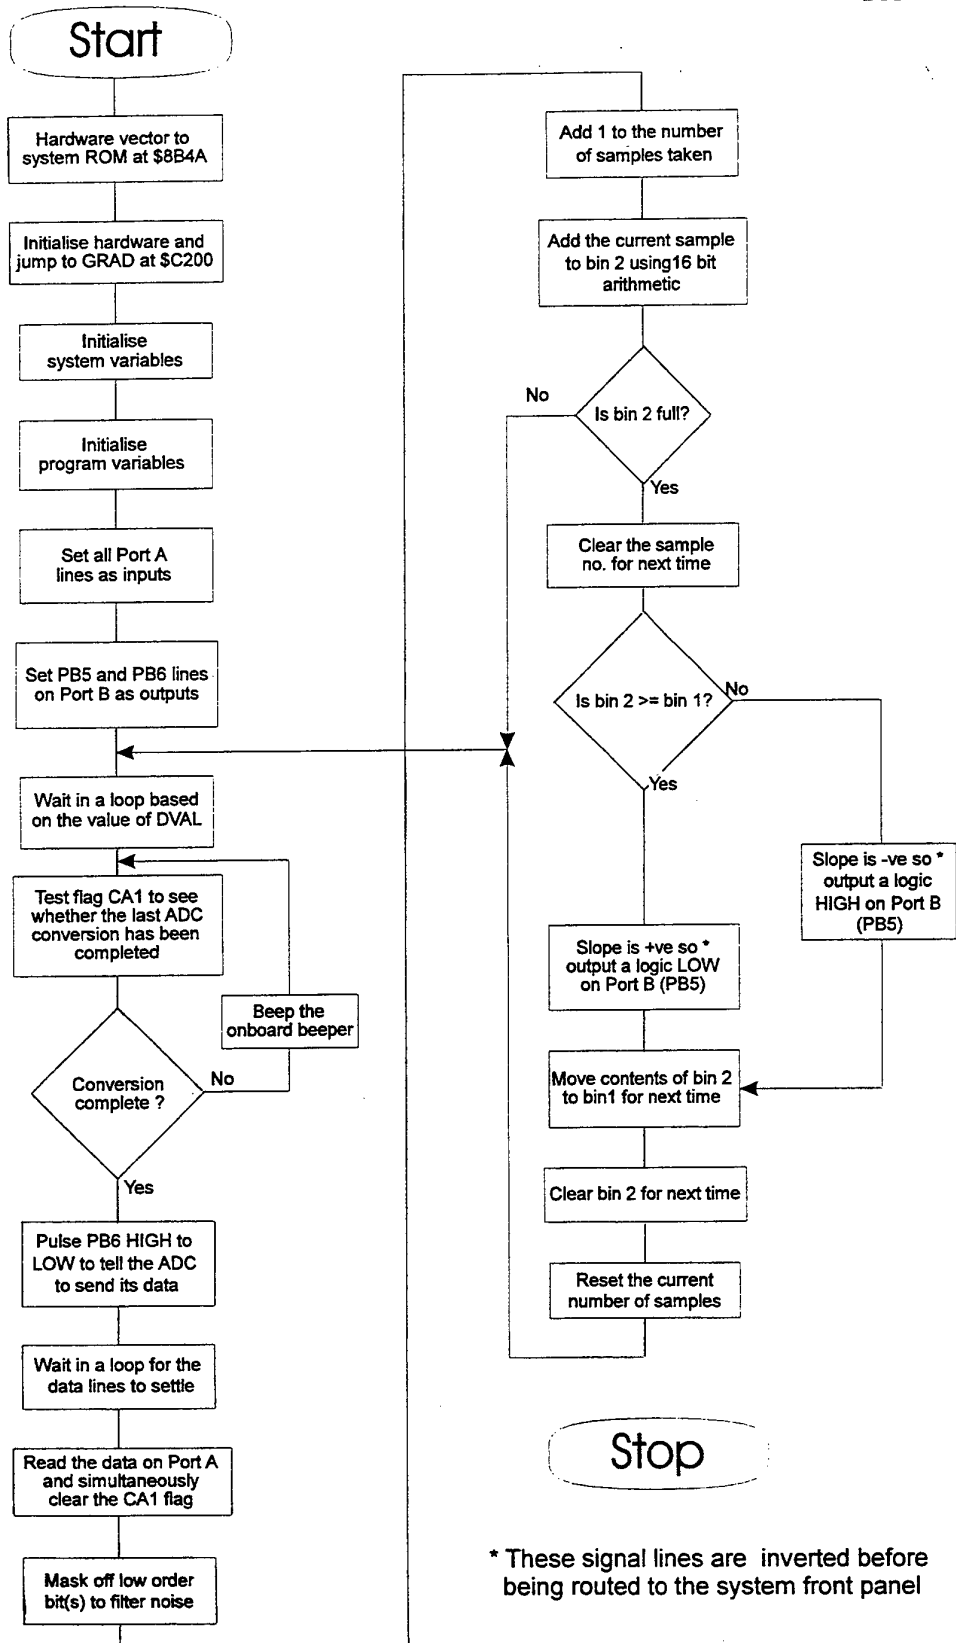 Start
Hardware vector to
system ROM at $8B4A
Initialise hardware and
jump to GRAD at $C200
Initialise
system variables
Initialise
program variables
Set all Port A
lines as inputs
Set PB5 and PB6 lines
on Port B as outputs
Wait in a loop based
on the value of DVAL
Test flag CA1 to see
whether the last ADC
conversion has been
completed
Beep the
onboard beeper
Conversion
complete ?
No
Yes
Pulse PB6 HIGH to
LOW to tell the ADC
to send its data
Wait in a loop for the
data lines to settle
Read the data on Port A
and simultaneously
clear the CA1 flag
Mask off low order
bit(s) to filter noise
Add 1 to the number
of samples taken
Add the current sample
to bin 2 using16 bit
arithmetic
No
Is bin 2 full?
Yes
Clear the sample
no. for next time
Is bin 2 >= bin 1?
No
Yes
Slope is -ve so *
output a logic
HIGH on Port B
(PB5)
Slope is +ve so *
output a logic LOW
on Port B (PB5)
Move contents of bin 2
to bin1 for next time
Clear bin 2 for next time
Reset the current
number of samples
Stop
* These signal lines are inverted before
being routed to the system front panel